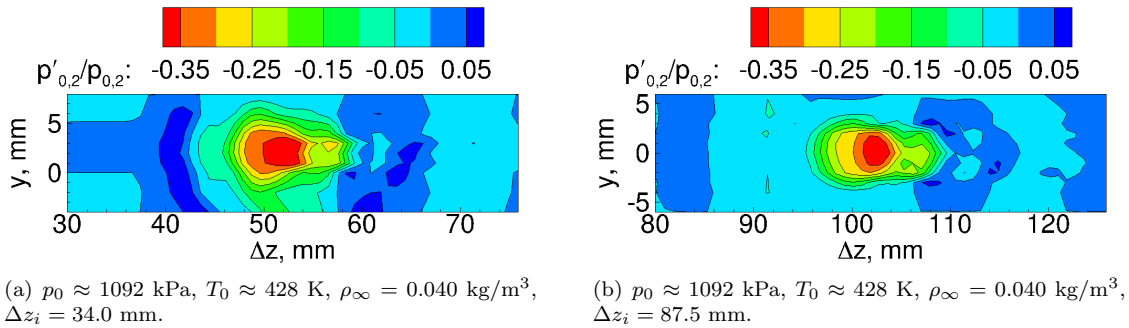 p′0,2/p0,2: -0.35 -0.25 -0.15 -0.05 0.05
y, mm
5
0
30 40 50 60 70
Δz, mm
(a) p0 ≈ 1092 kPa, T0 ≈ 428 K, ρ∞ = 0.040 kg/m³,
Δzi = 34.0 mm.
p′0,2/p0,2: -0.35 -0.25 -0.15 -0.05 0.05
y, mm
5
0
-5
80 90 100 110 120
Δz, mm
(b) p0 ≈ 1092 kPa, T0 ≈ 428 K, ρ∞ = 0.040 kg/m³,
Δzi = 87.5 mm.